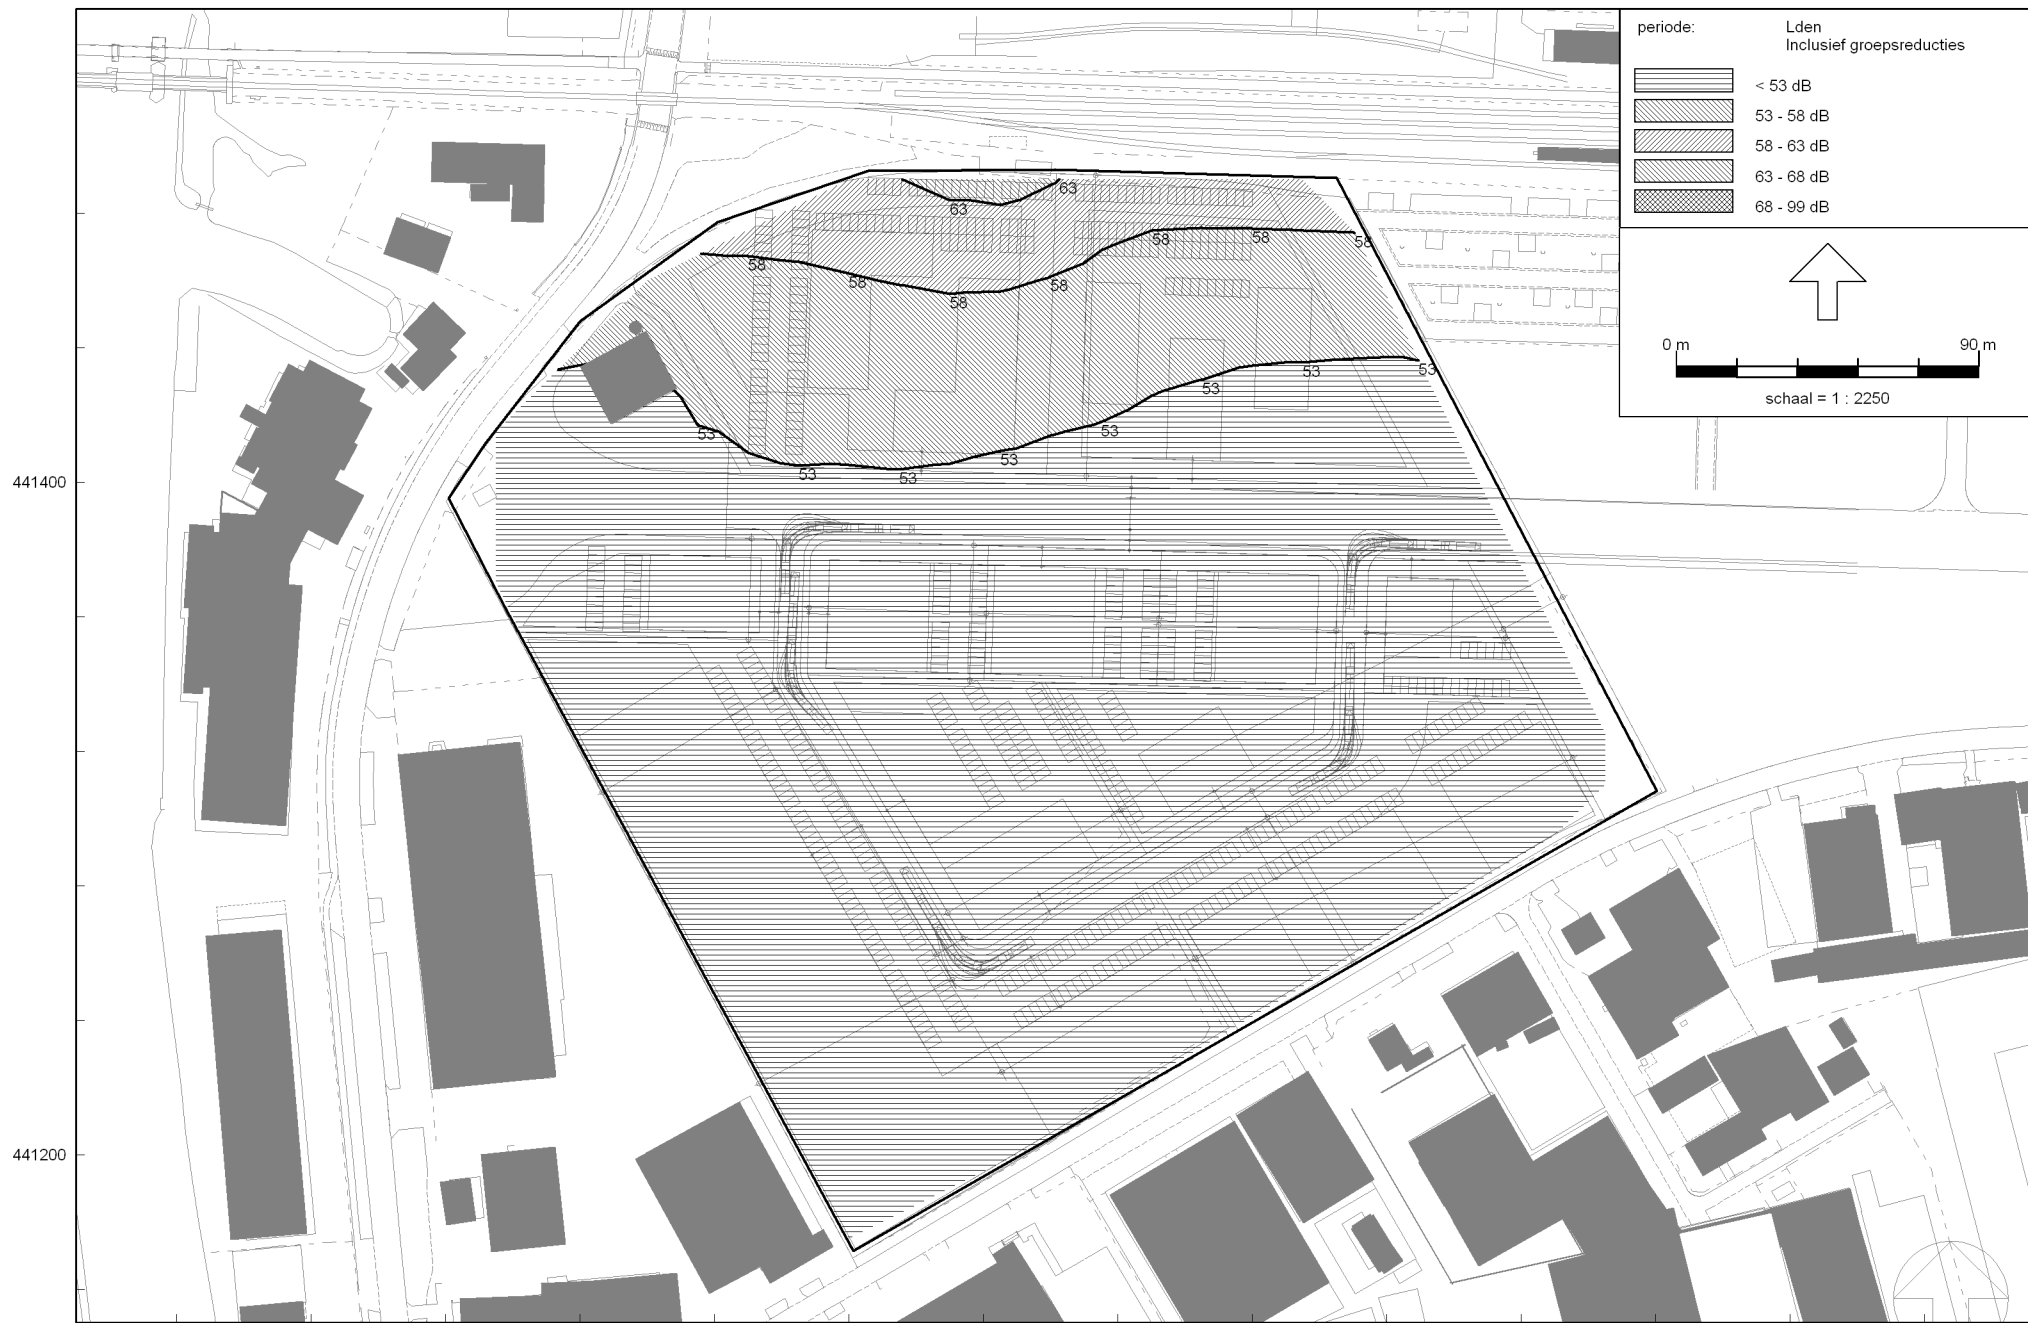 periode: Lden
Inclusief groepsreducties
< 53 dB
53 - 58 dB
58 - 63 dB
63 - 68 dB
68 - 99 dB
0 m 90 m
schaal = 1 : 2250
63
63
58
58
58
58
58
58
58
53
53
53
53
53
53
53
53
441400
441200